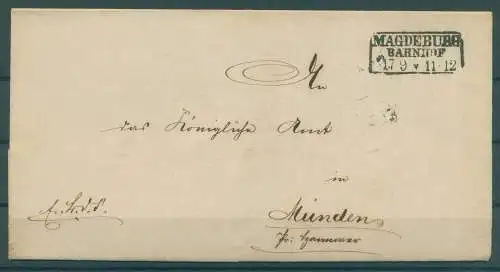 MAGDEBURG
BAHNHOF
17 9 * 11-12
An
das Königliche Amt
in
Münden
Pr: Hannover